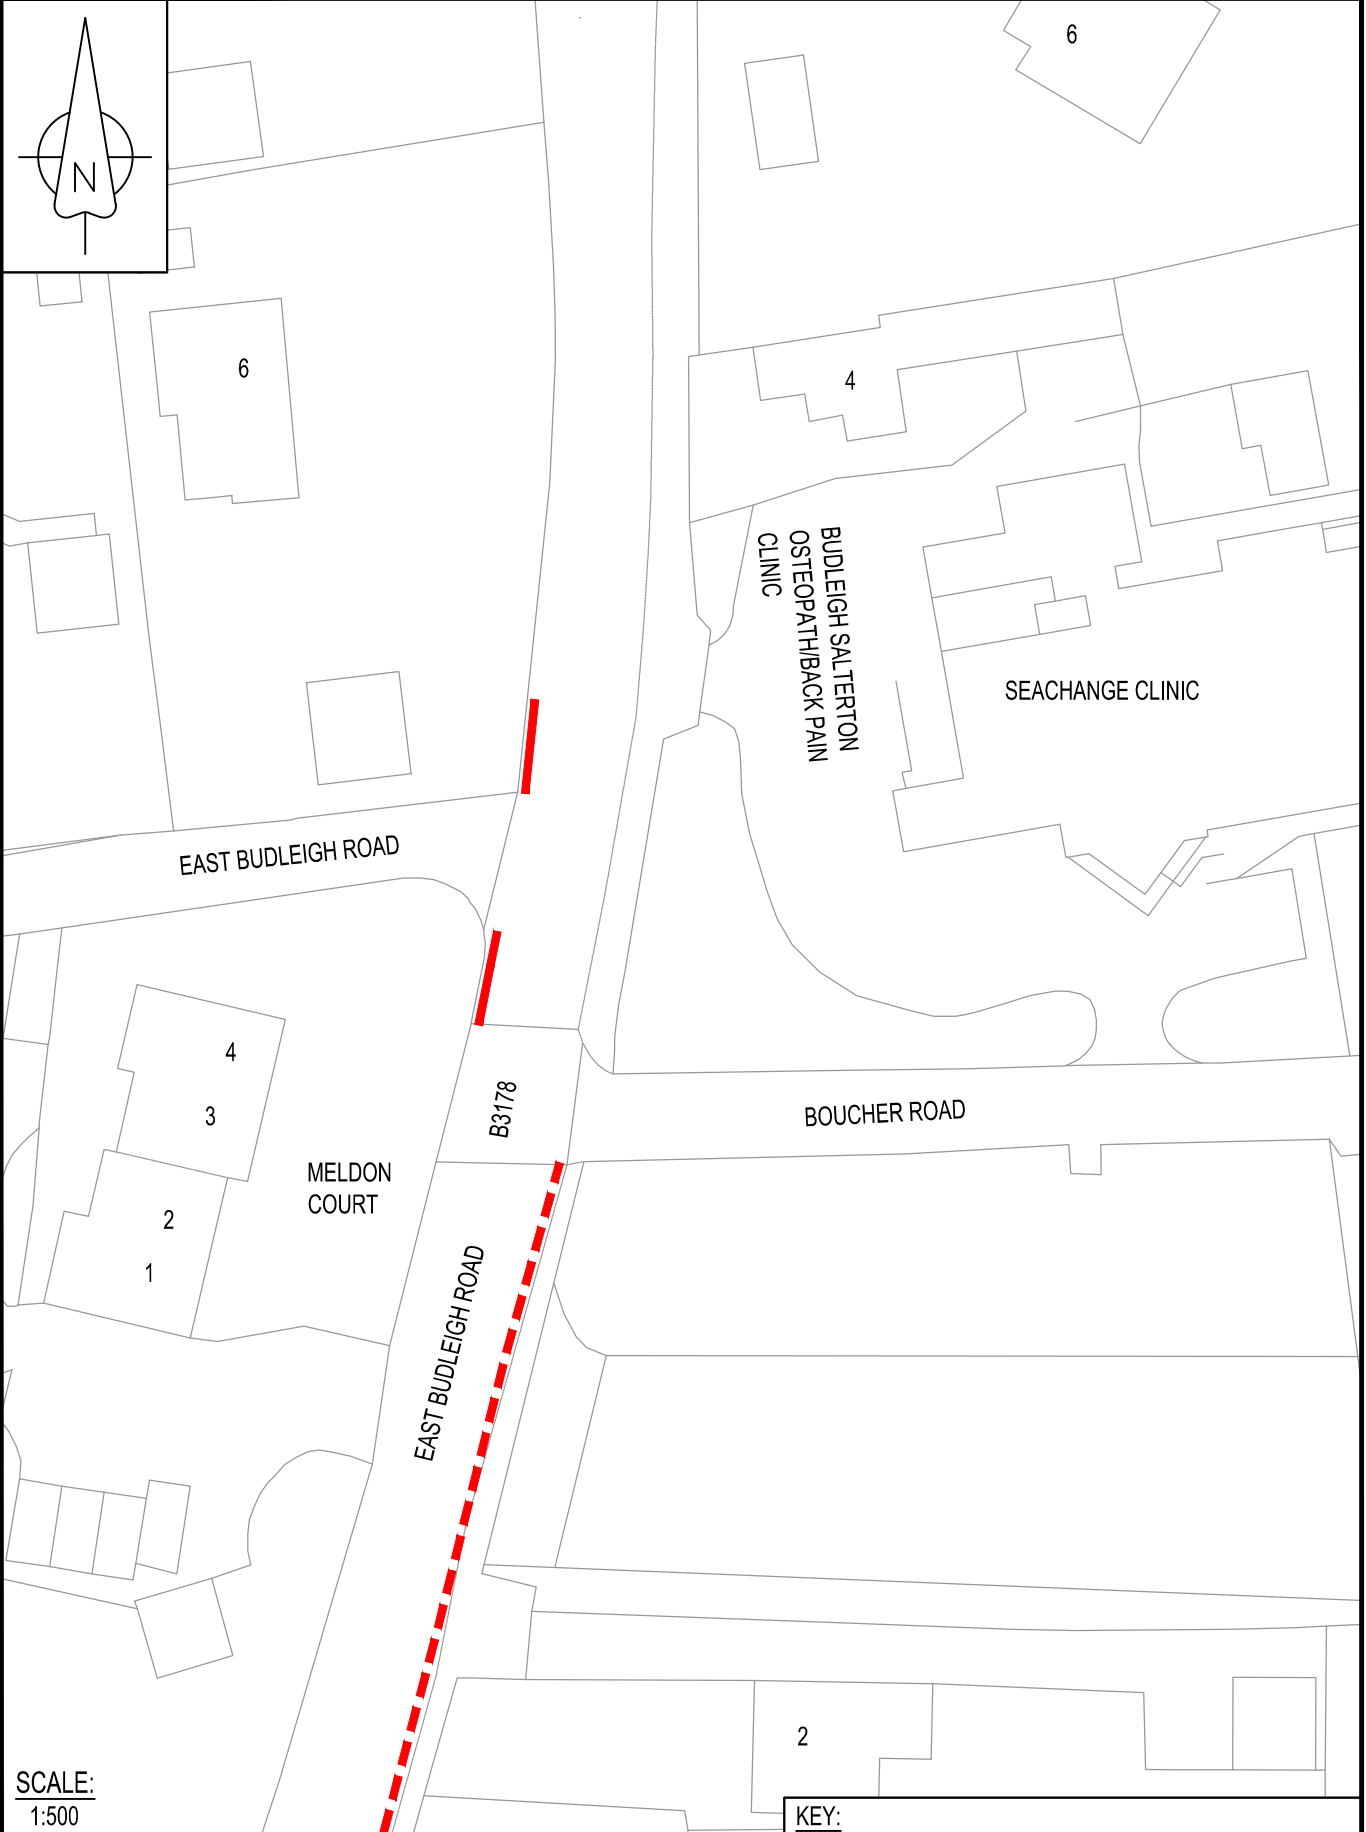 6
N
6
4
BUDLEIGH SALTERTON
OSTEOPATH/BACK PAIN
CLINIC
SEACHANGE CLINIC
EAST BUDLEIGH ROAD
4
3
B3178
BOUCHER ROAD
MELDON
COURT
2
1
EAST BUDLEIGH ROAD
2
SCALE:
1:500
KEY: